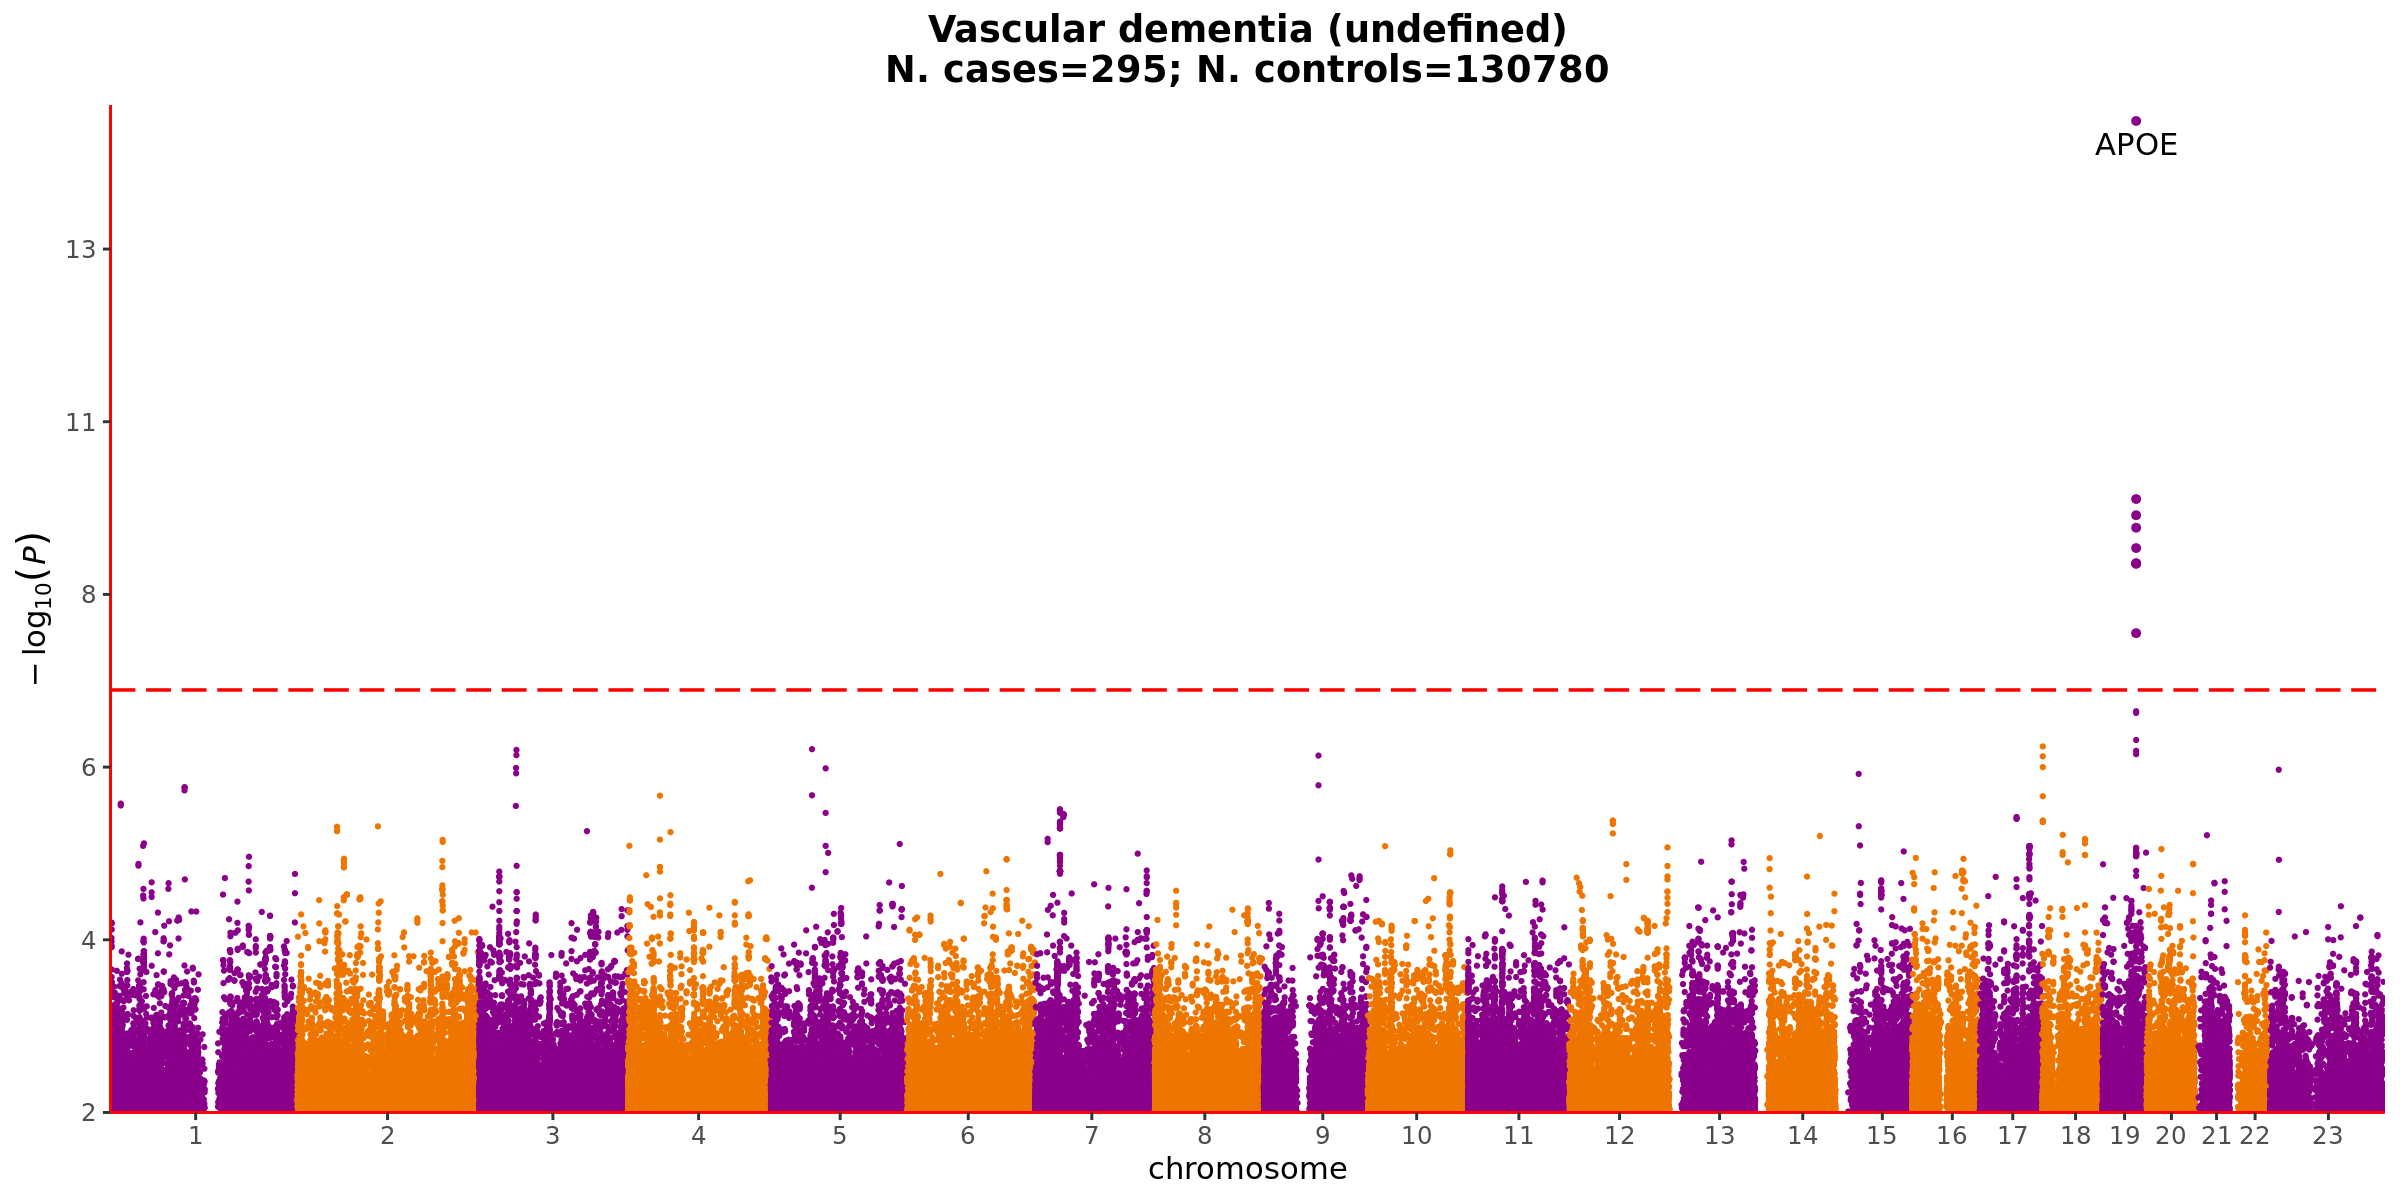 Vascular dementia (undefined)
N. cases=295; N. controls=130780
APOE
13
11
8
6
4
2
− log10(P)
1 2 3 4 5 6 7 8 9 10 11 12 13 14 15 16 17 18 19 20 21 22 23
chromosome